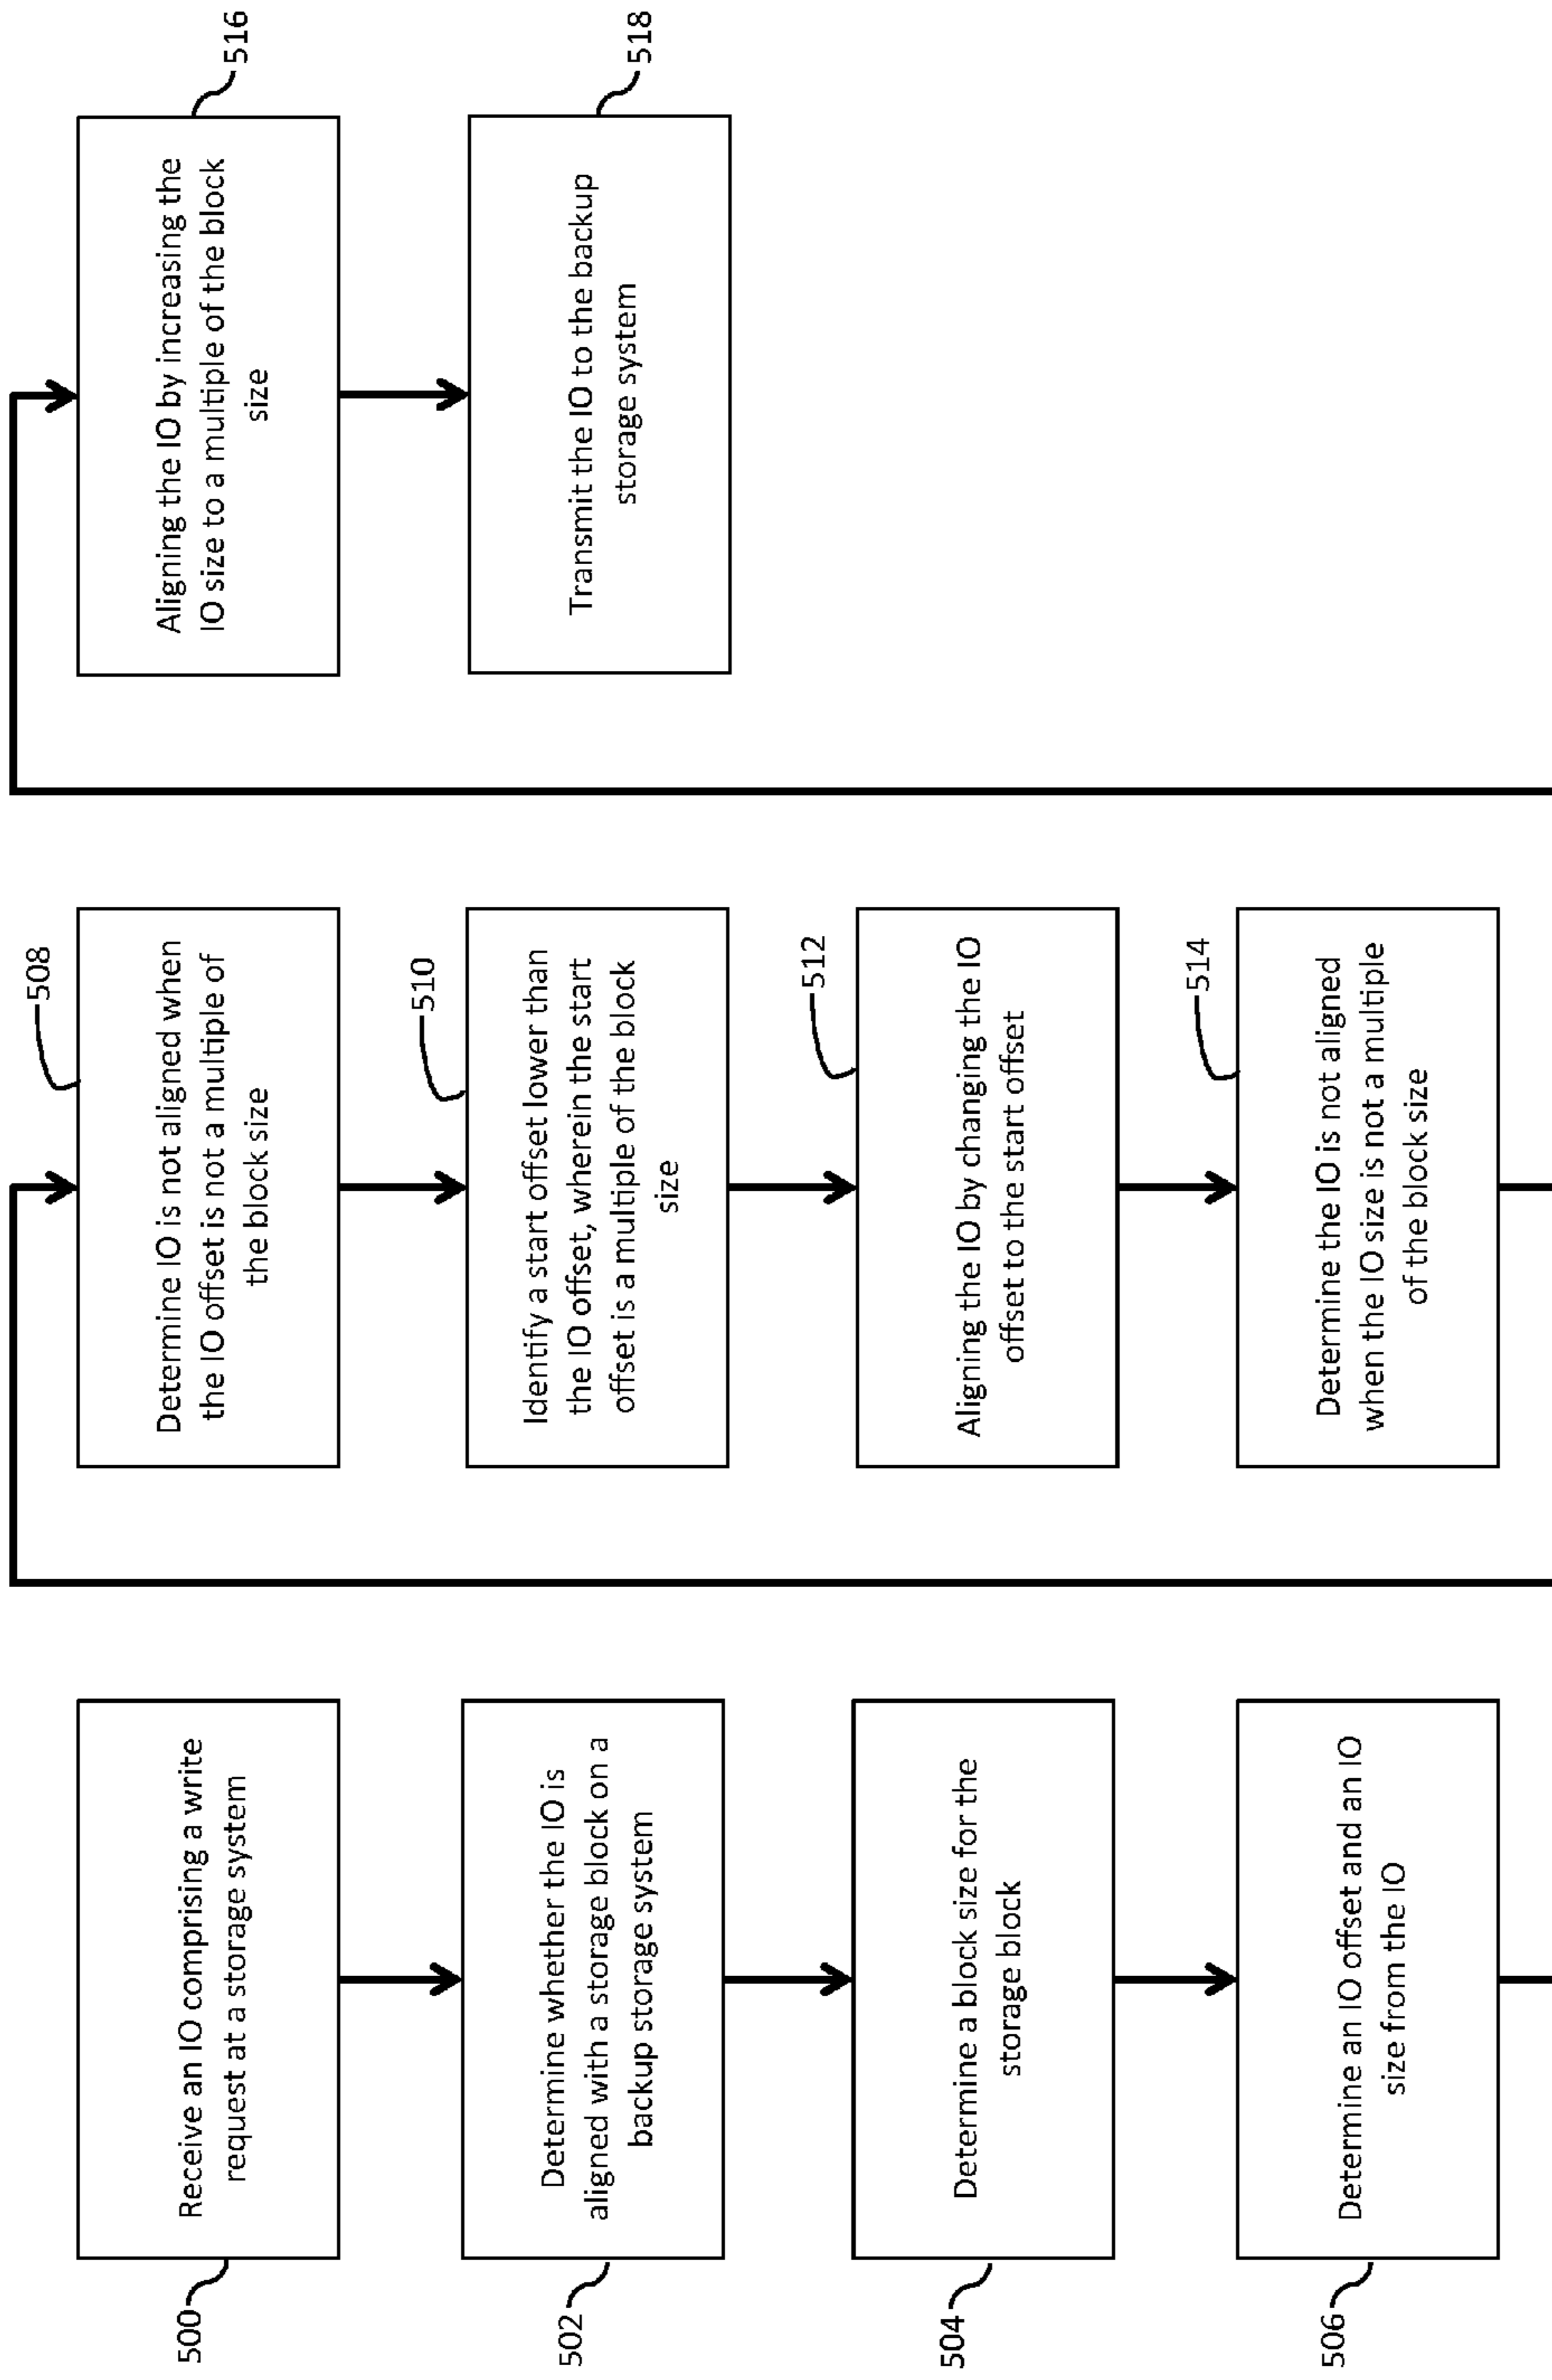 500
Receive an IO comprising a write
request at a storage system
502
Determine whether the IO is
aligned with a storage block on a
backup storage system
504
Determine a block size for the
storage block
506
Determine an IO offset and an IO
size from the IO
508
Determine IO is not aligned when
the IO offset is not a multiple of
the block size
510
Identify a start offset lower than
the IO offset, wherein the start
offset is a multiple of the block
size
512
Aligning the IO by changing the IO
offset to the start offset
514
Determine the IO is not aligned
when the IO size is not a multiple
of the block size
516
Aligning the IO by increasing the
IO size to a multiple of the block
size
518
Transmit the IO to the backup
storage system